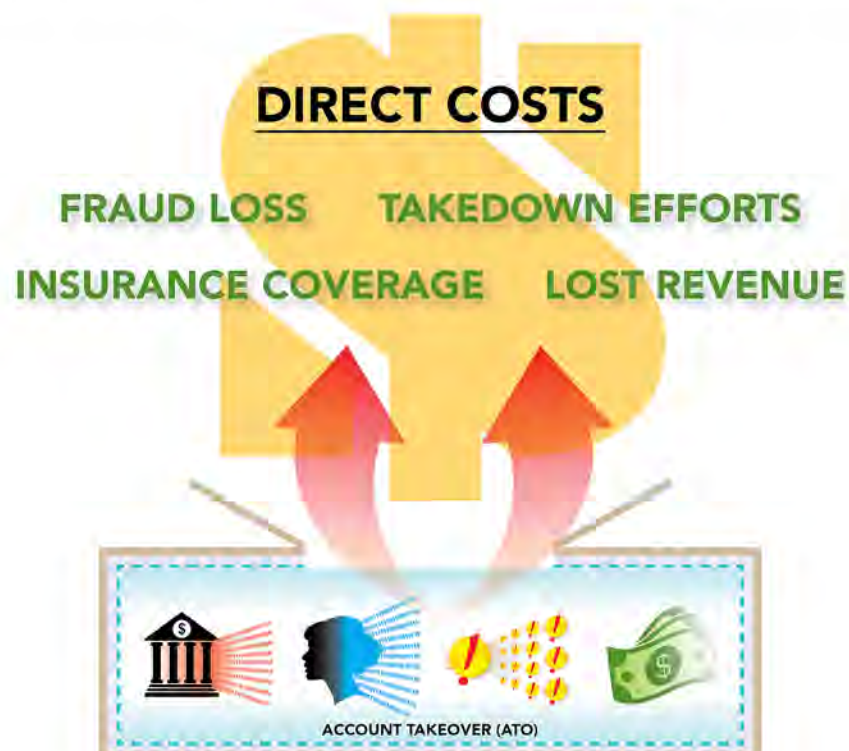 DIRECT COSTS
FRAUD LOSS TAKEDOWN EFFORTS
INSURANCE COVERAGE LOST REVENUE
$
$
ACCOUNT TAKEOVER (ATO)